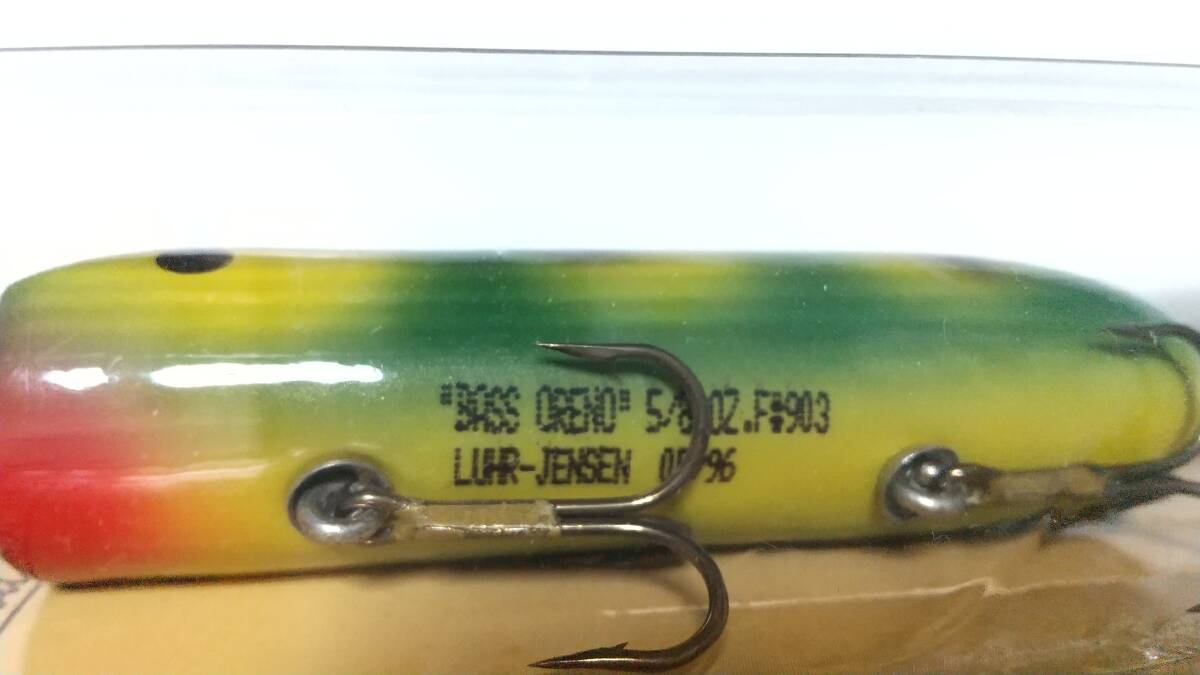 "BASS ORENO" 5/8 OZ.F#903
LUHR-JENSEN